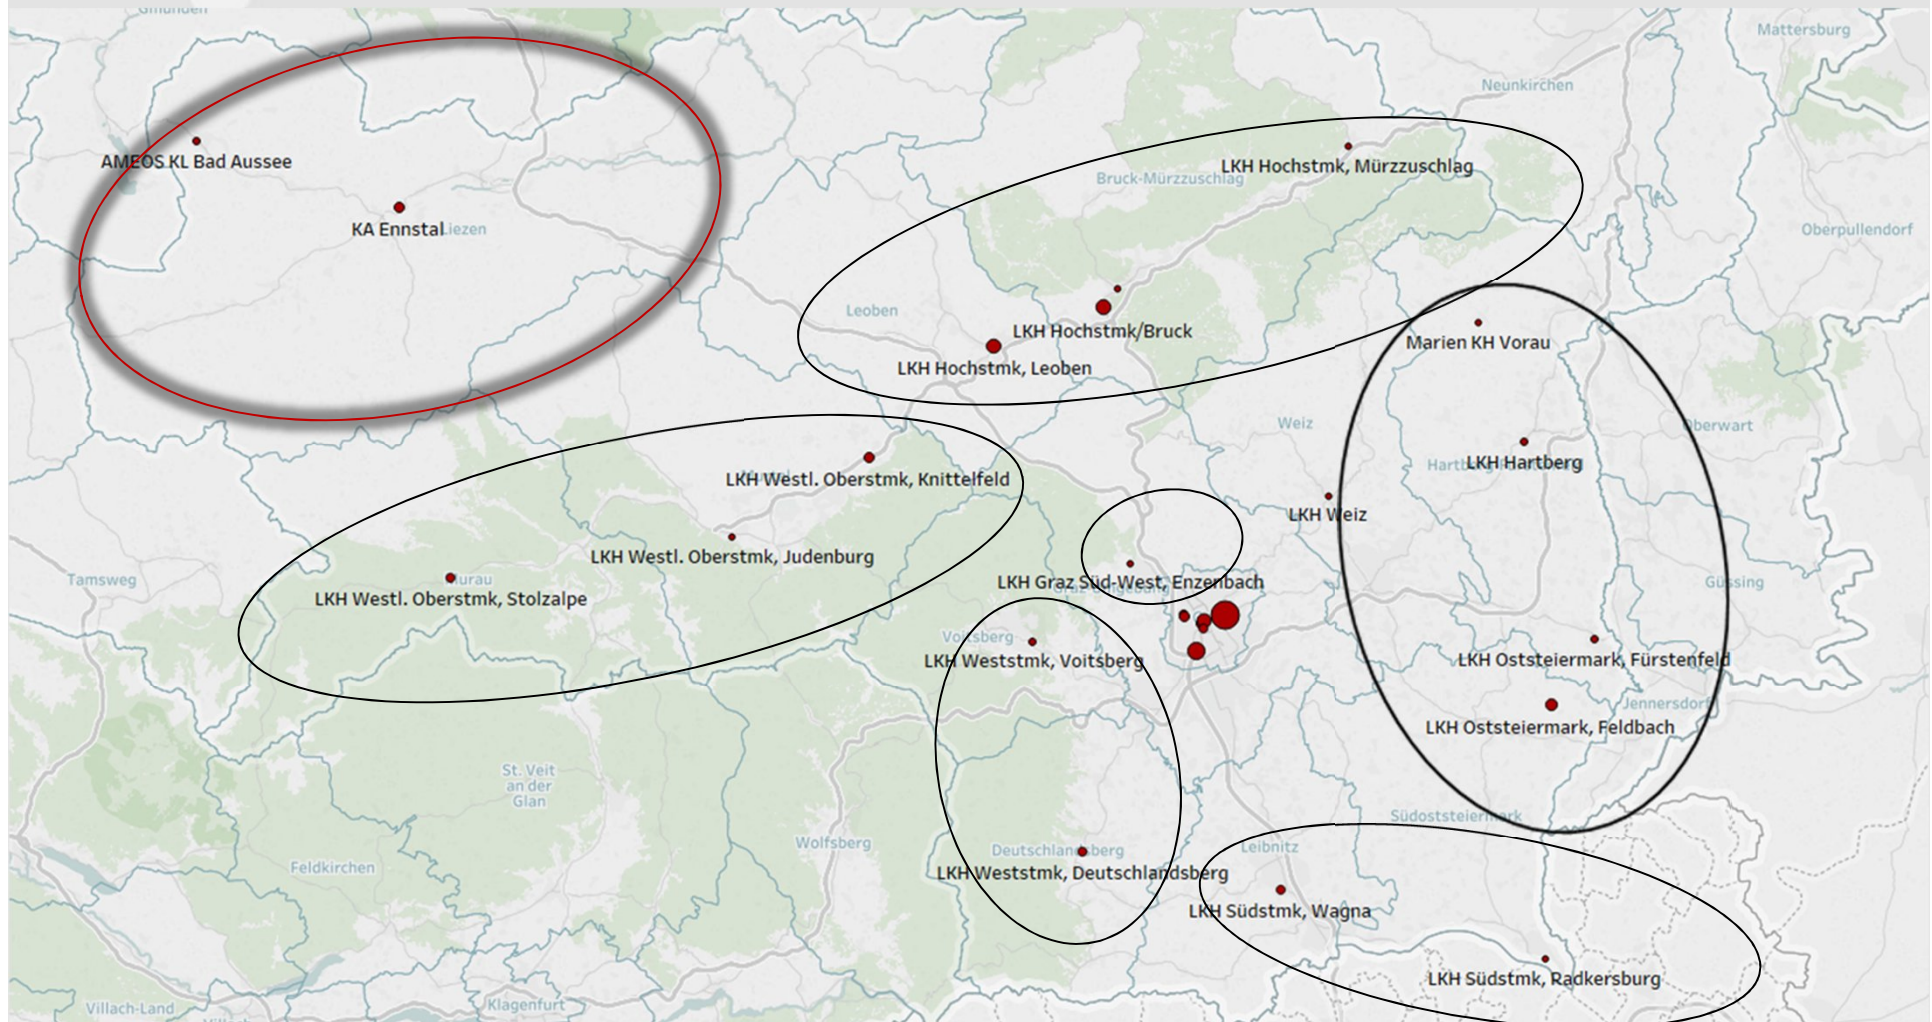 Gmunden
Mattersburg
Neunkirchen
AMEOS KL Bad Aussee
LKH Hochstmk, Mürzzuschlag
Bruck-Mürzzuschlag
KA Ennstal
Liezen
Oberpullendorf
Leoben
LKH Hochstmk/Bruck
Marien KH Vorau
LKH Hochstmk, Leoben
Weiz
Oberwart
LKH Hartberg
LKH Westl. Oberstmk, Knittelfeld
LKH Weiz
LKH Westl. Oberstmk, Judenburg
Tamsweg
Murau
LKH Graz Süd-West, Enzenbach
Graz-Umgebung
Güssing
LKH Westl. Oberstmk, Stolzalpe
Voitsberg
LKH Weststmk, Voitsberg
LKH Oststeiermark, Fürstenfeld
Jennersdorf
LKH Oststeiermark, Feldbach
St. Veit
an der
Glan
Südoststeiermark
Wolfsberg
Deutschlandsberg
Leibnitz
Feldkirchen
LKH Weststmk, Deutschlandsberg
LKH Südstmk, Wagna
LKH Südstmk, Radkersburg
Villach-Land
Klagenfurt